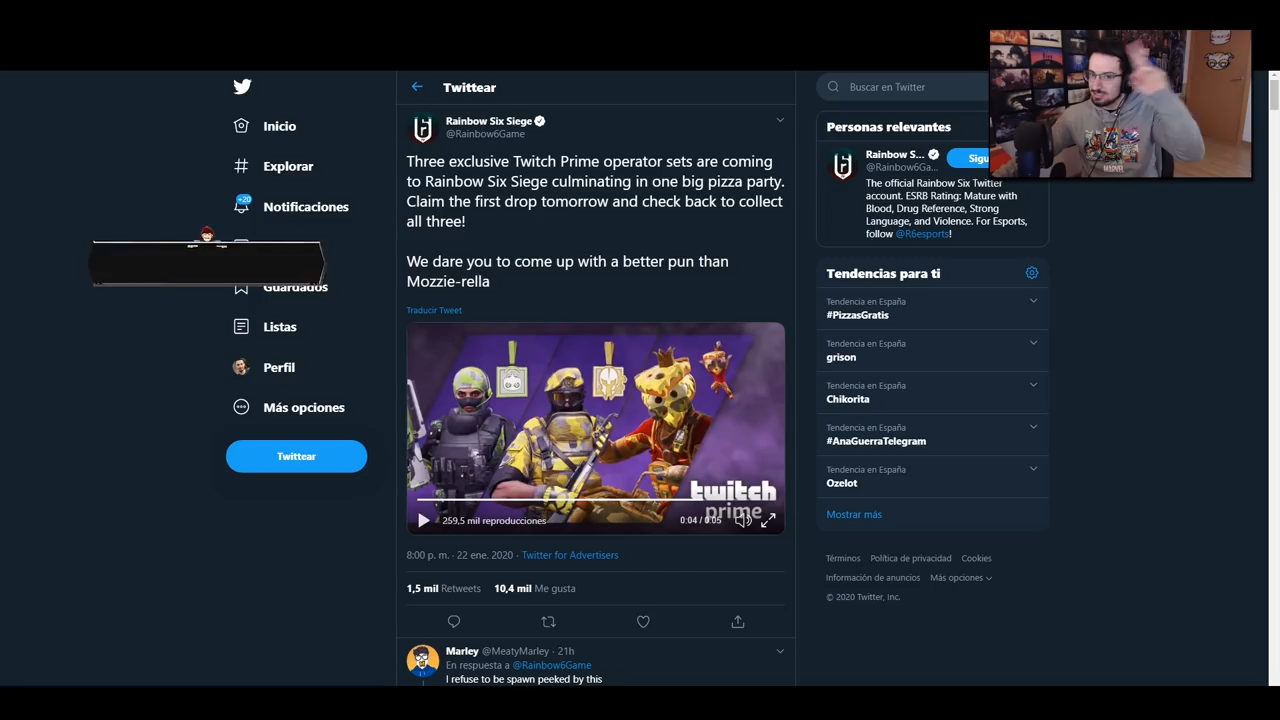 Twittear
Buscar en Twitter
Inicio
Explorar
+20
Notificaciones
Guardados
Listas
Perfil
Más opciones
Twittear
Rainbow Six Siege
@Rainbow6Game
Three exclusive Twitch Prime operator sets are coming
to Rainbow Six Siege culminating in one big pizza party.
Claim the first drop tomorrow and check back to collect
all three!
We dare you to come up with a better pun than
Mozzie-rella
Traducir Tweet
twitch
prime
259,5 mil reproducciones
0:04 / 0:05
8:00 p. m. · 22 ene. 2020 · Twitter for Advertisers
1,5 mil Retweets 10,4 mil Me gusta
Marley @MeatyMarley · 21h
En respuesta a @Rainbow6Game
I refuse to be spawn peeked by this
Personas relevantes
Rainbow S...
@Rainbow6Ga...
Segu
The official Rainbow Six Twitter
account. ESRB Rating: Mature with
Blood, Drug Reference, Strong
Language, and Violence. For Esports,
follow @R6esports!
Tendencias para ti
Tendencia en España
#PizzasGratis
Tendencia en España
grison
Tendencia en España
Chikorita
Tendencia en España
#AnaGuerraTelegram
Tendencia en España
Ozelot
Mostrar más
Términos Política de privacidad Cookies
Información de anuncios Más opciones
© 2020 Twitter, Inc.
MARVEL